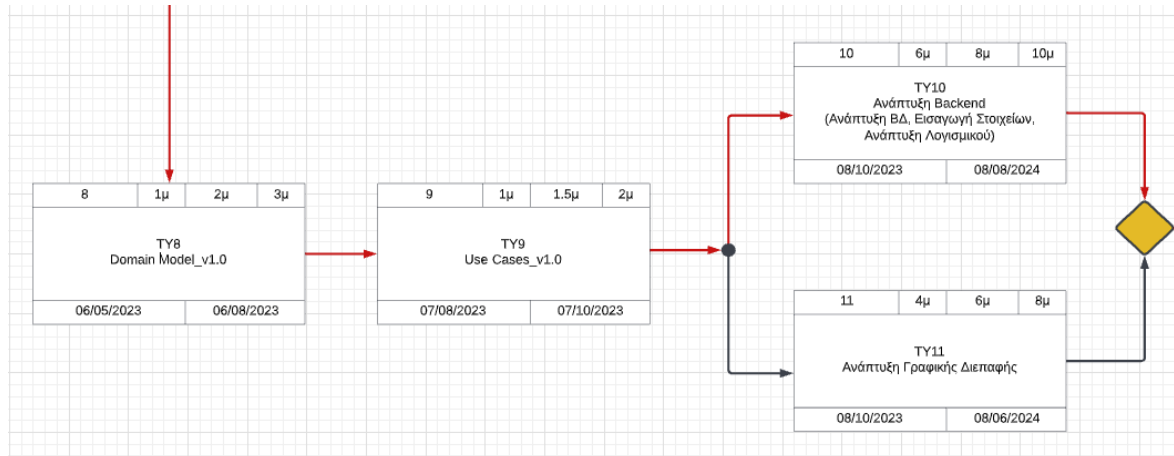 10 6μ 8μ 10μ
ΤΥ10
Ανάπτυξη Backend
(Ανάπτυξη ΒΔ, Εισαγωγή Στοιχείων,
Ανάπτυξη Λογισμικού)
08/10/2023 08/08/2024
8 1μ 2μ 3μ
ΤΥ8
Domain Model_v1.0
06/05/2023 06/08/2023
9 1μ 1.5μ 2μ
ΤΥ9
Use Cases_v1.0
07/08/2023 07/10/2023
11 4μ 6μ 8μ
ΤΥ11
Ανάπτυξη Γραφικής Διεπαφής
08/10/2023 08/06/2024